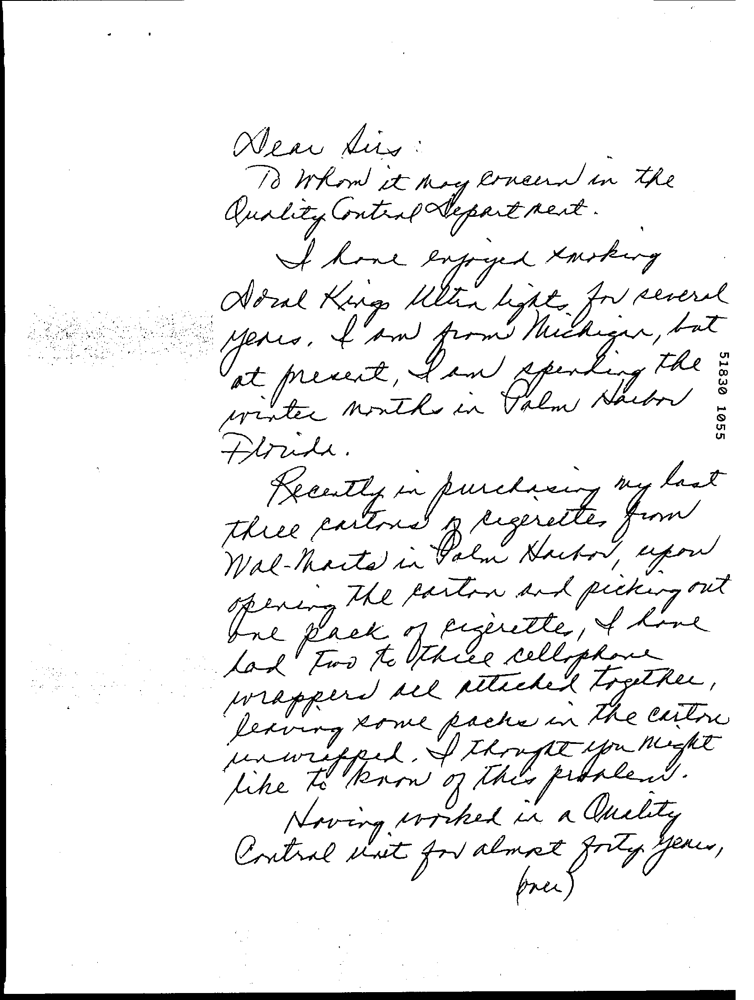 Dear Sirs:
To Whom it may concern in the
Quality Control Department.
I have enjoyed smoking
Doral Kings Ultra lights for several
years. I am from Michigan, but
at present, I am spending the
winter months in Palm Harbor
Florida.
Recently in purchasing my last
three cartons of cigerettes from
Wal-Marts in Palm Harbor, upon
opening the carton and picking out
one pack of cigerettes, I have
had two to three cellophane
wrappers all attached together,
leaving some packs in the carton
unwrapped. I thought you might
like to know of this problem.
Having worked in a Quality
Control unit for almost forty years,
(over)
51830 1055